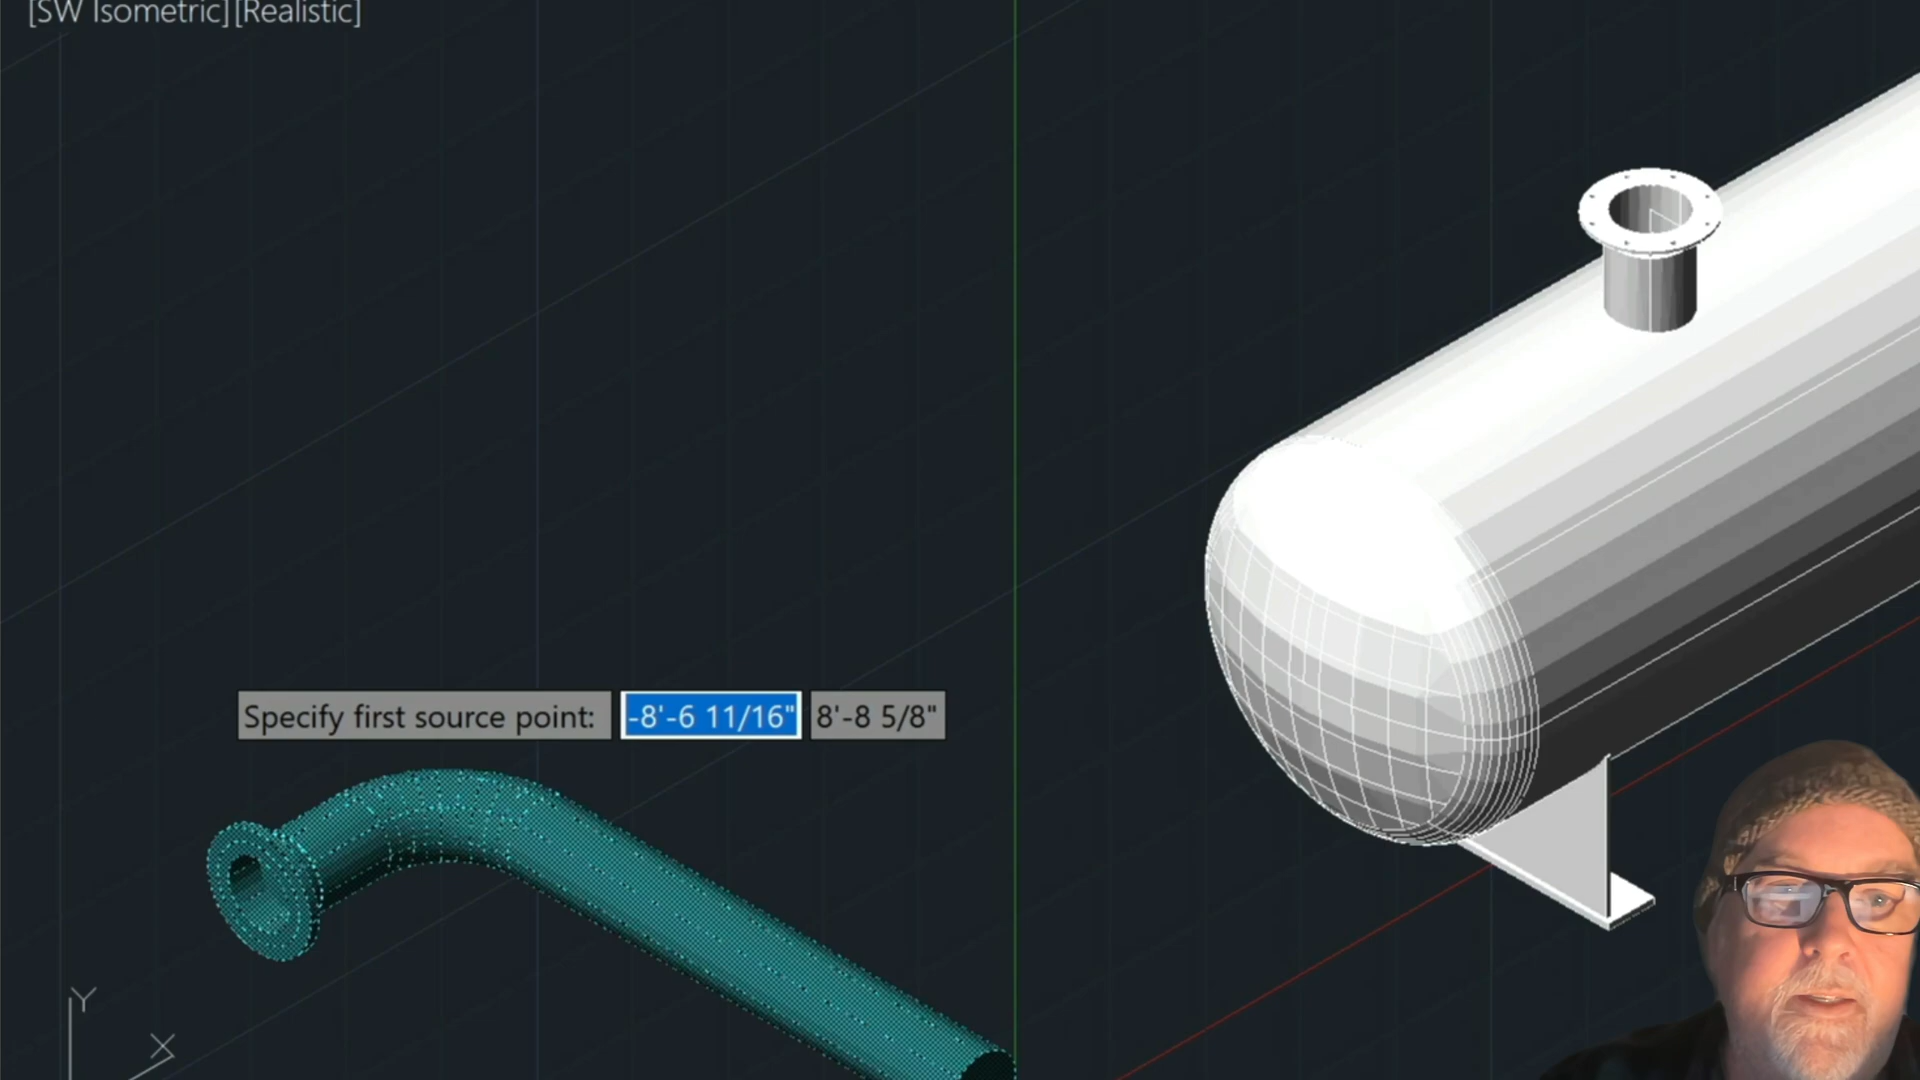 [SW Isometric][Realistic]
Specify first source point: -8'-6 11/16" 8'-8 5/8"
Y
X